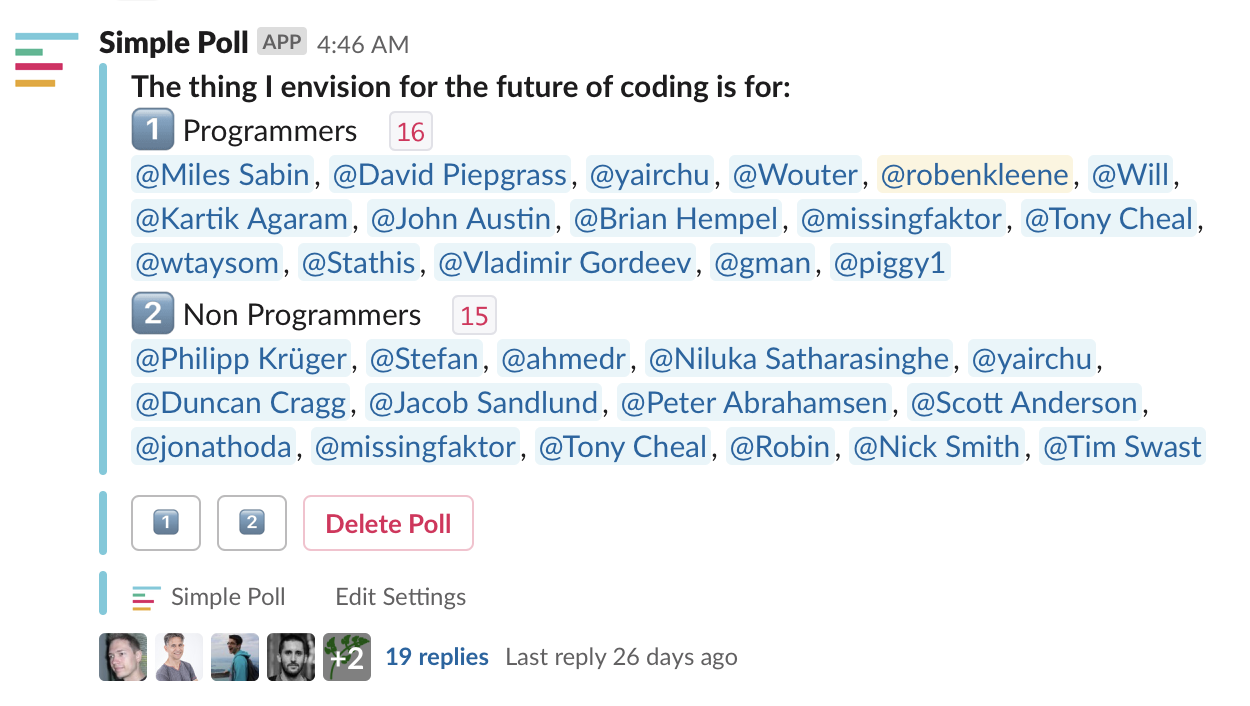 Simple Poll APP 4:46 AM
The thing I envision for the future of coding is for:
1 Programmers 16
@Miles Sabin, @David Piepgrass, @yairchu, @Wouter, @robenkleene, @Will,
@Kartik Agaram, @John Austin, @Brian Hempel, @missingfaktor, @Tony Cheal,
@wtaysom, @Stathis, @Vladimir Gordeev, @gman, @piggy1
2 Non Programmers 15
@Philipp Krüger, @Stefan, @ahmedr, @Niluka Satharasinghe, @yairchu,
@Duncan Cragg, @Jacob Sandlund, @Peter Abrahamsen, @Scott Anderson,
@jonathoda, @missingfaktor, @Tony Cheal, @Robin, @Nick Smith, @Tim Swast
1 2 Delete Poll
Simple Poll Edit Settings
+2 19 replies Last reply 26 days ago